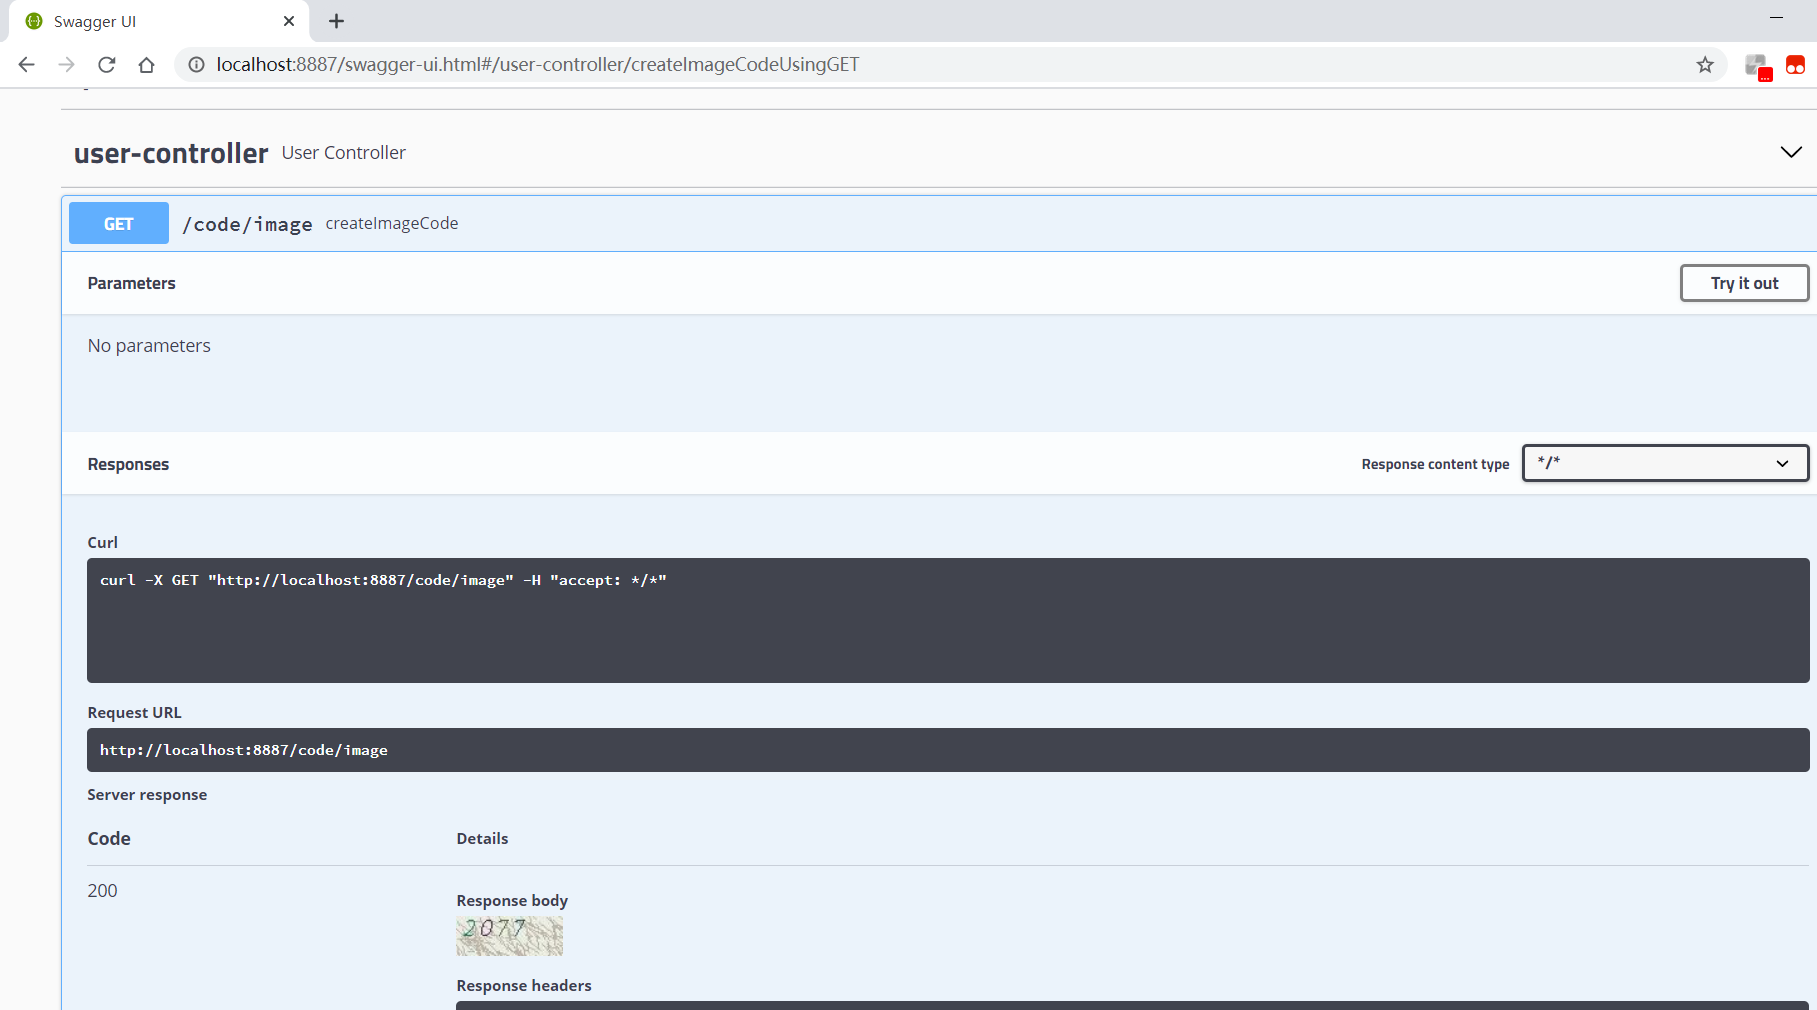 Swagger UI
localhost:8887/swagger-ui.html#/user-controller/createImageCodeUsingGET
user-controller User Controller
GET /code/image createImageCode
Parameters Try it out
No parameters
Responses Response content type */*
Curl
curl -X GET "http://localhost:8887/code/image" -H "accept: */*"
Request URL
http://localhost:8887/code/image
Server response
Code Details
200
Response body
2077
Response headers